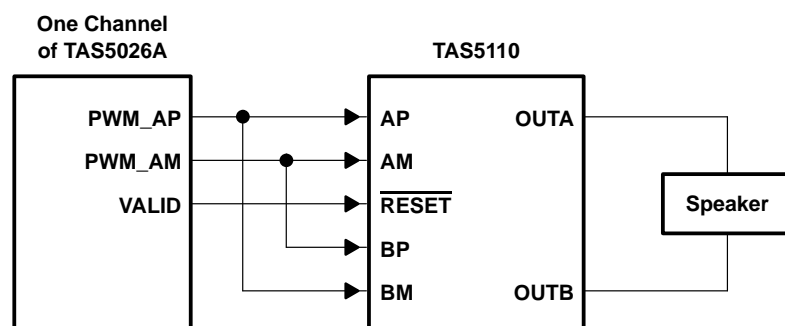 One Channel
of TAS5026A
TAS5110
PWM_AP
AP
OUTA
PWM_AM
AM
VALID
RESET
Speaker
BP
BM
OUTB